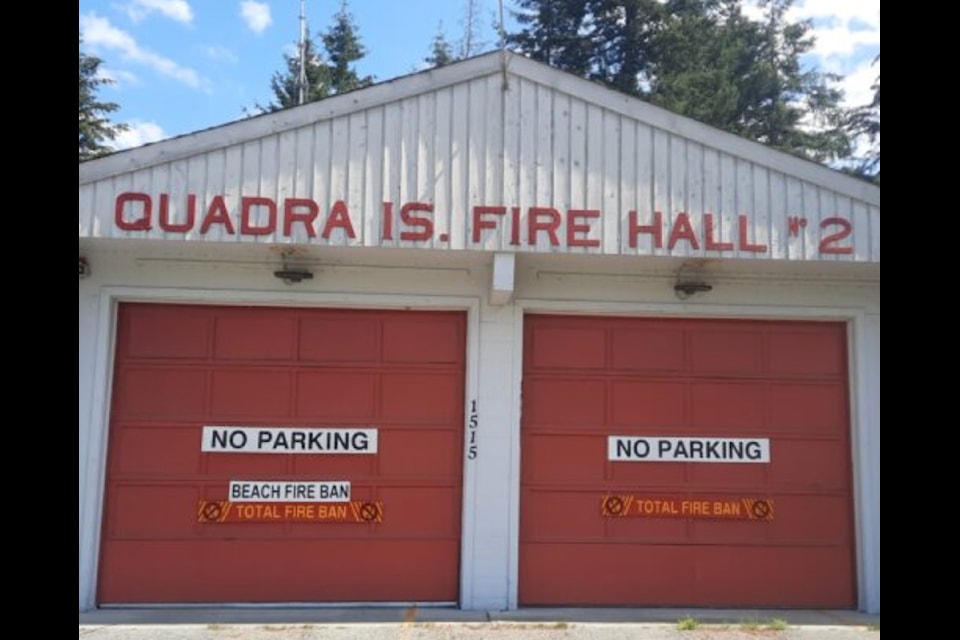 QUADRA IS. FIRE HALL Nº 2
1515
NO PARKING
BEACH FIRE BAN
TOTAL FIRE BAN
NO PARKING
TOTAL FIRE BAN